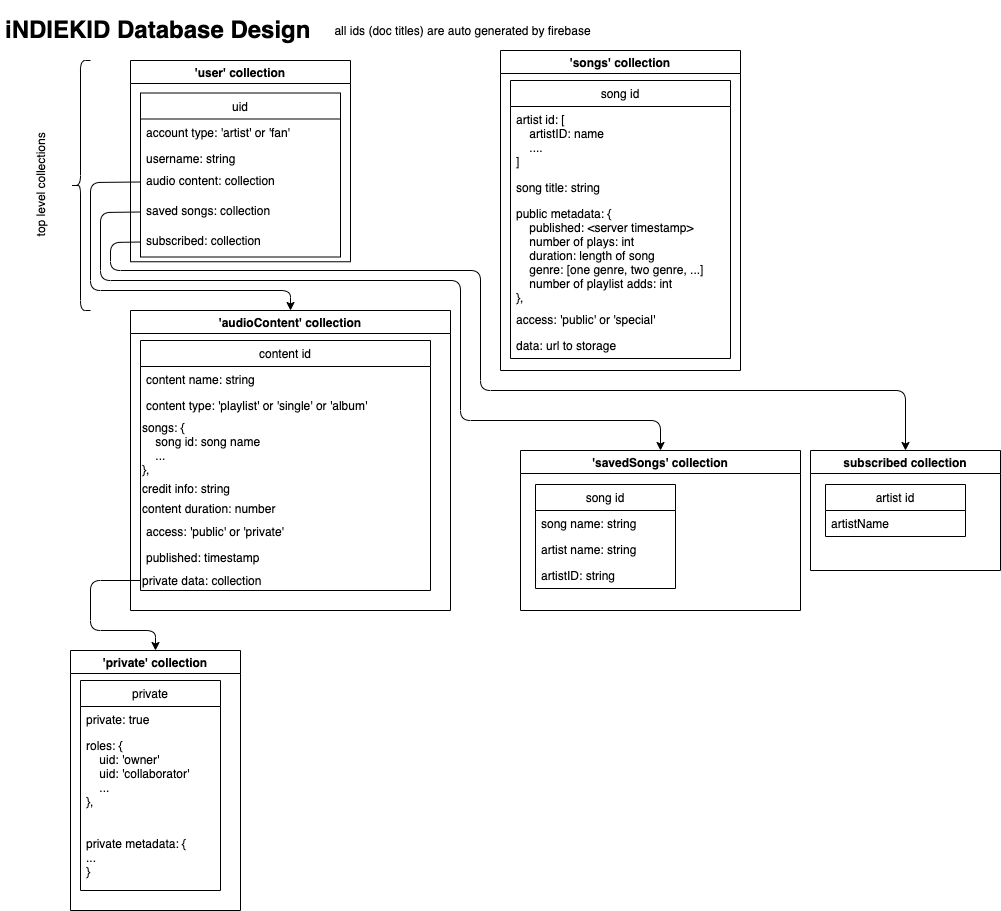 iNDIEKID Database Design
all ids (doc titles) are auto generated by firebase
top level collections
'user' collection
uid
account type: 'artist' or 'fan'
username: string
audio content: collection
saved songs: collection
subscribed: collection
'songs' collection
song id
artist id: [
artistID: name
....
]
song title: string
public metadata: {
published: <server timestamp>
number of plays: int
duration: length of song
genre: [one genre, two genre, ...]
number of playlist adds: int
},
access: 'public' or 'special'
data: url to storage
'audioContent' collection
content id
content name: string
content type: 'playlist' or 'single' or 'album'
songs: {
song id: song name
...
},
credit info: string
content duration: number
access: 'public' or 'private'
published: timestamp
private data: collection
'savedSongs' collection
song id
song name: string
artist name: string
artistID: string
subscribed collection
artist id
artistName
'private' collection
private
private: true
roles: {
uid: 'owner'
uid: 'collaborator'
...
},
private metadata: {
...
}